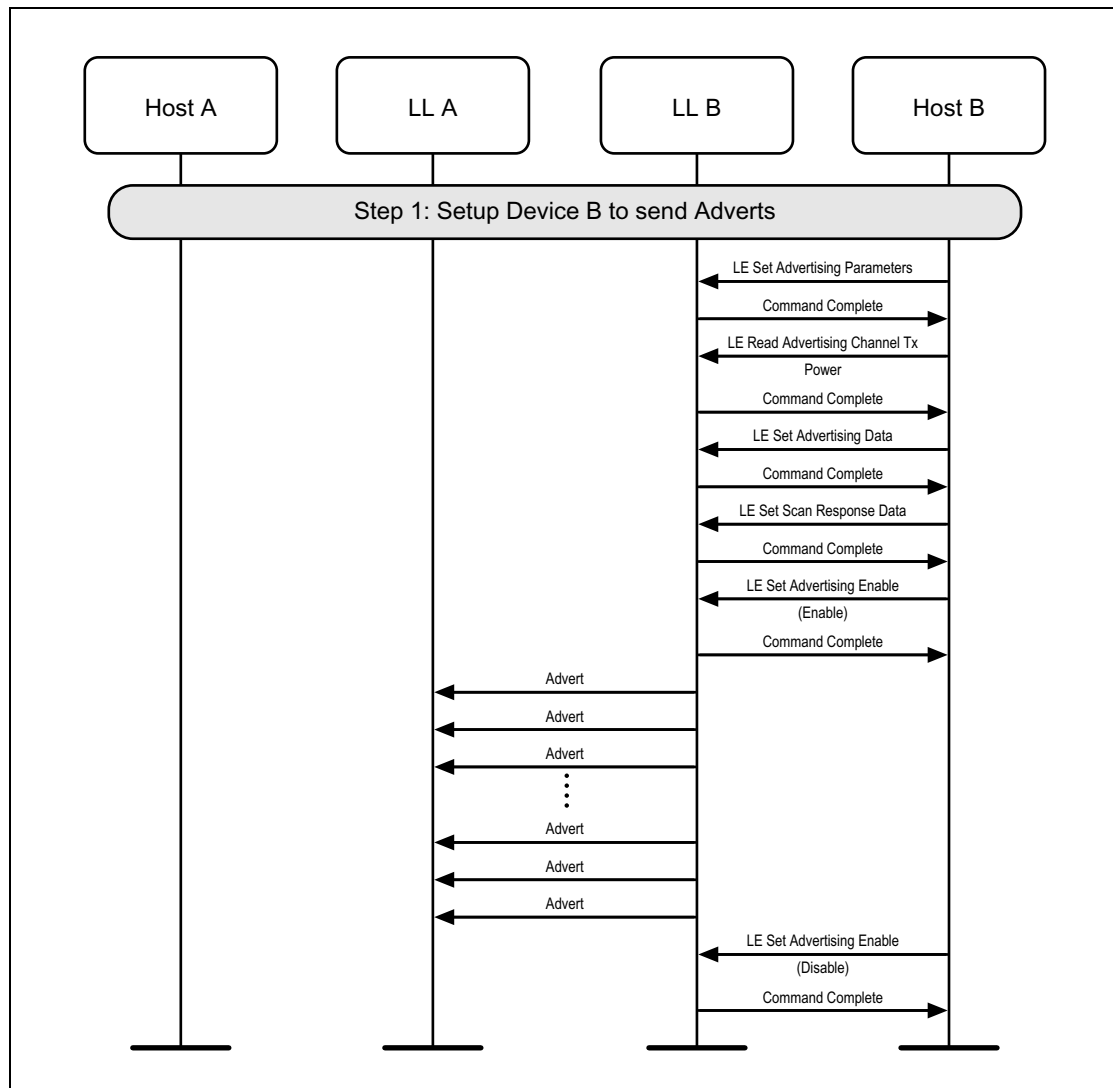 Host A
LL A
LL B
Host B
Step 1: Setup Device B to send Adverts
LE Set Advertising Parameters
Command Complete
LE Read Advertising Channel Tx
Power
Command Complete
LE Set Advertising Data
Command Complete
LE Set Scan Response Data
Command Complete
LE Set Advertising Enable
(Enable)
Command Complete
Advert
Advert
Advert
Advert
Advert
Advert
LE Set Advertising Enable
(Disable)
Command Complete